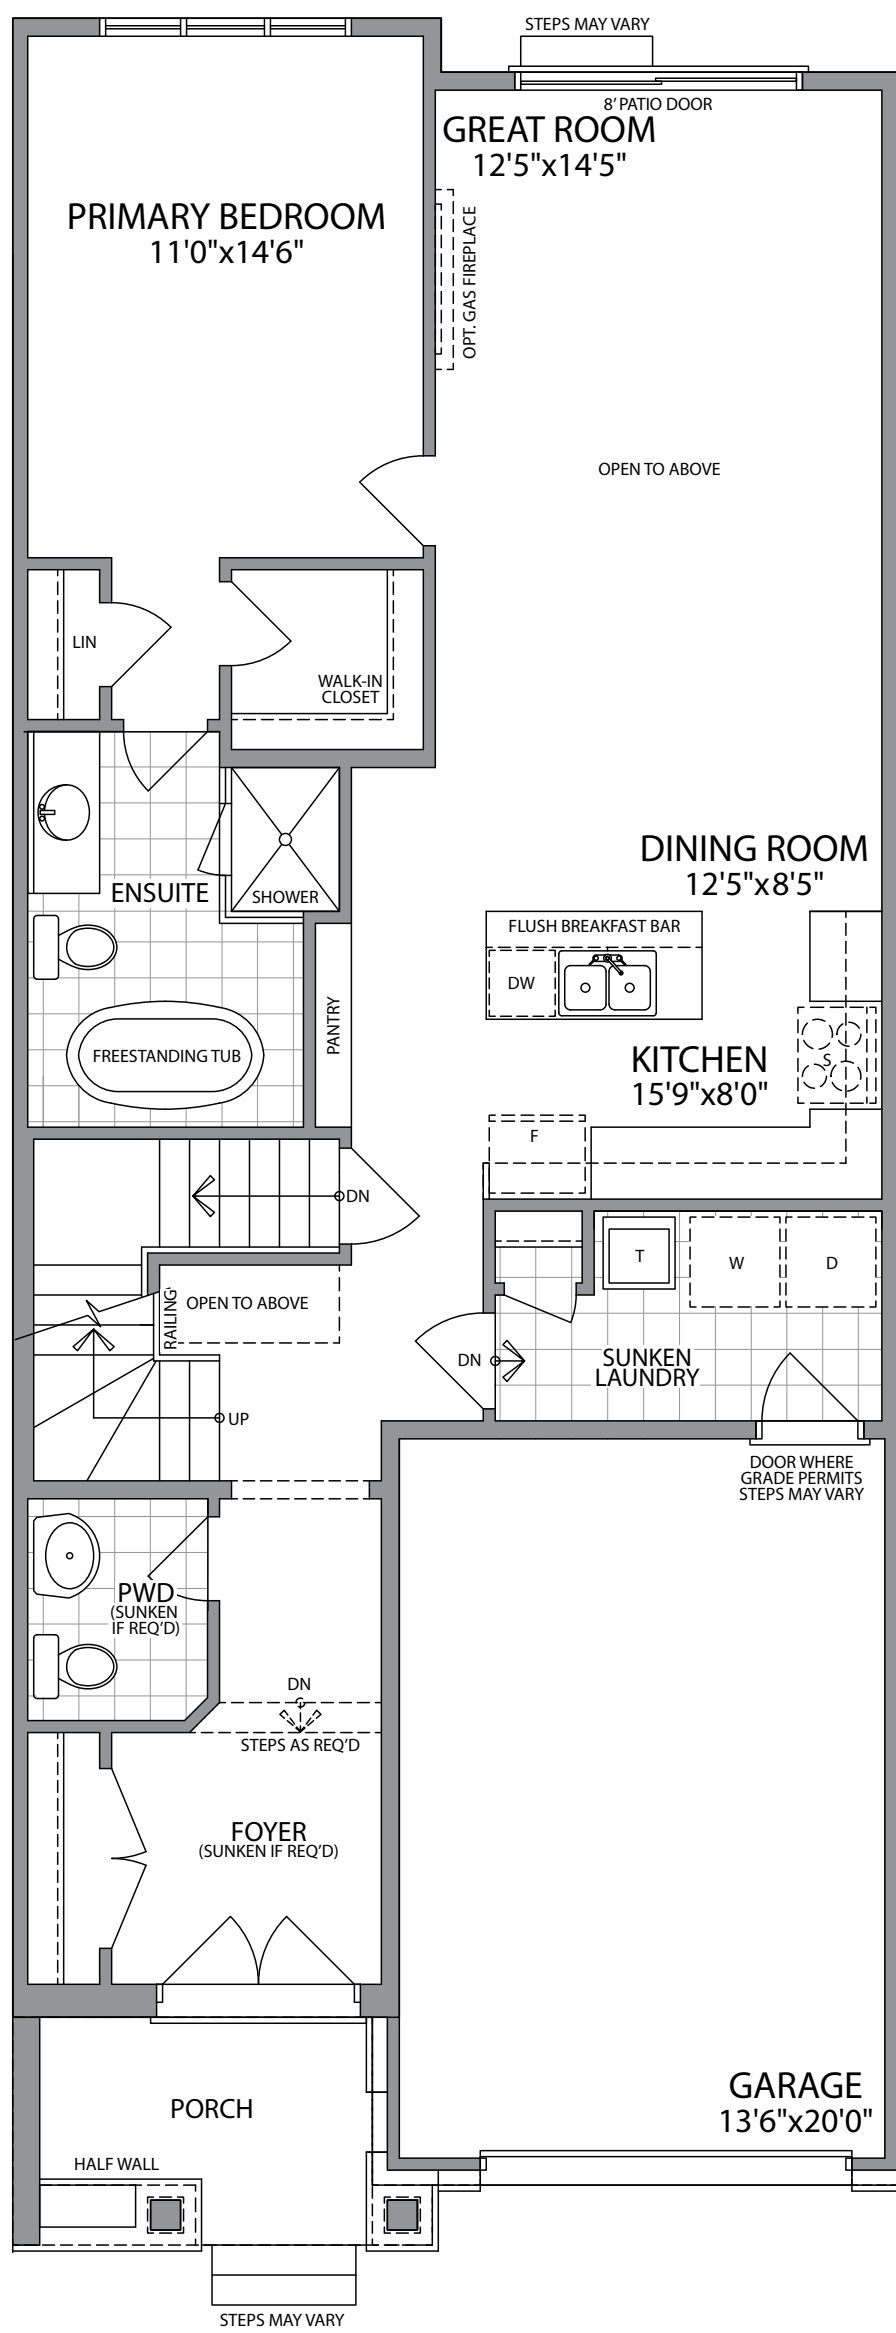 STEPS MAY VARY
8' PATIO DOOR
GREAT ROOM
12'5"x14'5"
PRIMARY BEDROOM
11'0"x14'6"
OPT. GAS FIREPLACE
OPEN TO ABOVE
LIN
WALK-IN
CLOSET
DINING ROOM
12'5"x8'5"
ENSUITE
SHOWER
FLUSH BREAKFAST BAR
DW
PANTRY
FREESTANDING TUB
KITCHEN
15'9"x8'0"
S
F
DN
T
W
D
OPEN TO ABOVE
RAILING
DN
SUNKEN
LAUNDRY
UP
DOOR WHERE
GRADE PERMITS
STEPS MAY VARY
PWD
(SUNKEN
IF REQ'D)
DN
STEPS AS REQ'D
FOYER
(SUNKEN IF REQ'D)
GARAGE
13'6"x20'0"
PORCH
HALF WALL
STEPS MAY VARY